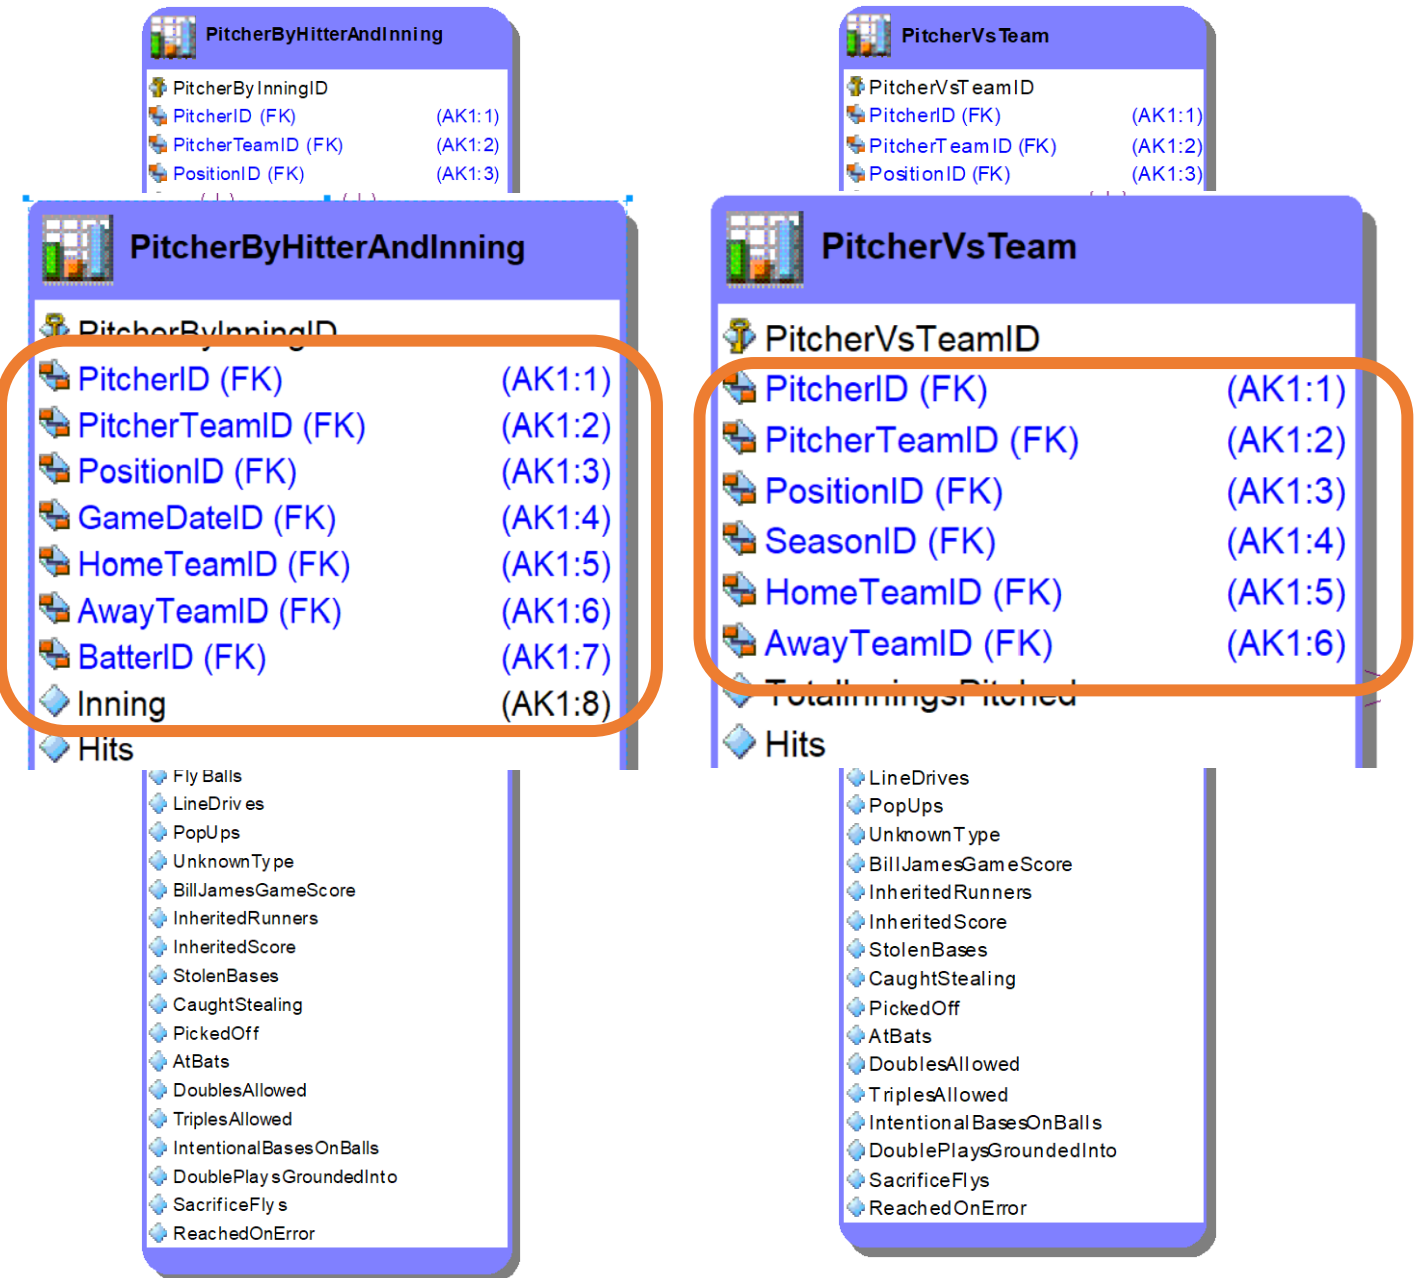 PitcherByHitterAndInning
PitcherByInningID
PitcherID (FK) (AK1:1)
PitcherTeamID (FK) (AK1:2)
PositionID (FK) (AK1:3)
PitcherByHitterAndInning
PitcherByInningID
PitcherID (FK) (AK1:1)
PitcherTeamID (FK) (AK1:2)
PositionID (FK) (AK1:3)
GameDateID (FK) (AK1:4)
HomeTeamID (FK) (AK1:5)
AwayTeamID (FK) (AK1:6)
BatterID (FK) (AK1:7)
Inning (AK1:8)
Hits
Fly Balls
LineDrives
PopUps
UnknownType
BillJamesGameScore
InheritedRunners
InheritedScore
StolenBases
CaughtStealing
PickedOff
AtBats
DoublesAllowed
TriplesAllowed
IntentionalBasesOnBalls
DoublePlaysGroundedInto
SacrificeFlys
ReachedOnError
PitcherVsTeam
PitcherVsTeamID
PitcherID (FK) (AK1:1)
PitcherTeamID (FK) (AK1:2)
PositionID (FK) (AK1:3)
PitcherVsTeam
PitcherVsTeamID
PitcherID (FK) (AK1:1)
PitcherTeamID (FK) (AK1:2)
PositionID (FK) (AK1:3)
SeasonID (FK) (AK1:4)
HomeTeamID (FK) (AK1:5)
AwayTeamID (FK) (AK1:6)
TotalInningsPitched
Hits
LineDrives
PopUps
UnknownType
BillJamesGameScore
InheritedRunners
InheritedScore
StolenBases
CaughtStealing
PickedOff
AtBats
DoublesAllowed
TriplesAllowed
IntentionalBasesOnBalls
DoublePlaysGroundedInto
SacrificeFlys
ReachedOnError